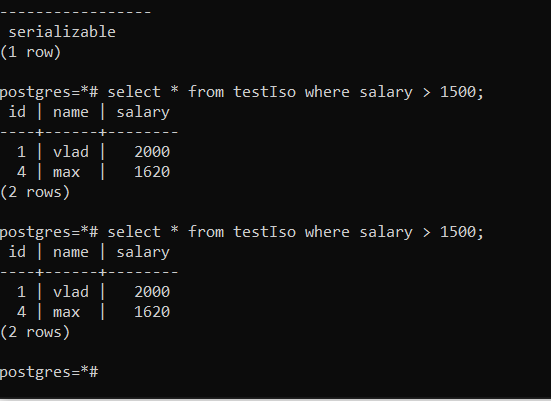 -----------------
 serializable
(1 row)

postgres=*# select * from testIso where salary > 1500;
 id | name | salary
----+------+--------
  1 | vlad |   2000
  4 | max  |   1620
(2 rows)

postgres=*# select * from testIso where salary > 1500;
 id | name | salary
----+------+--------
  1 | vlad |   2000
  4 | max  |   1620
(2 rows)

postgres=*#